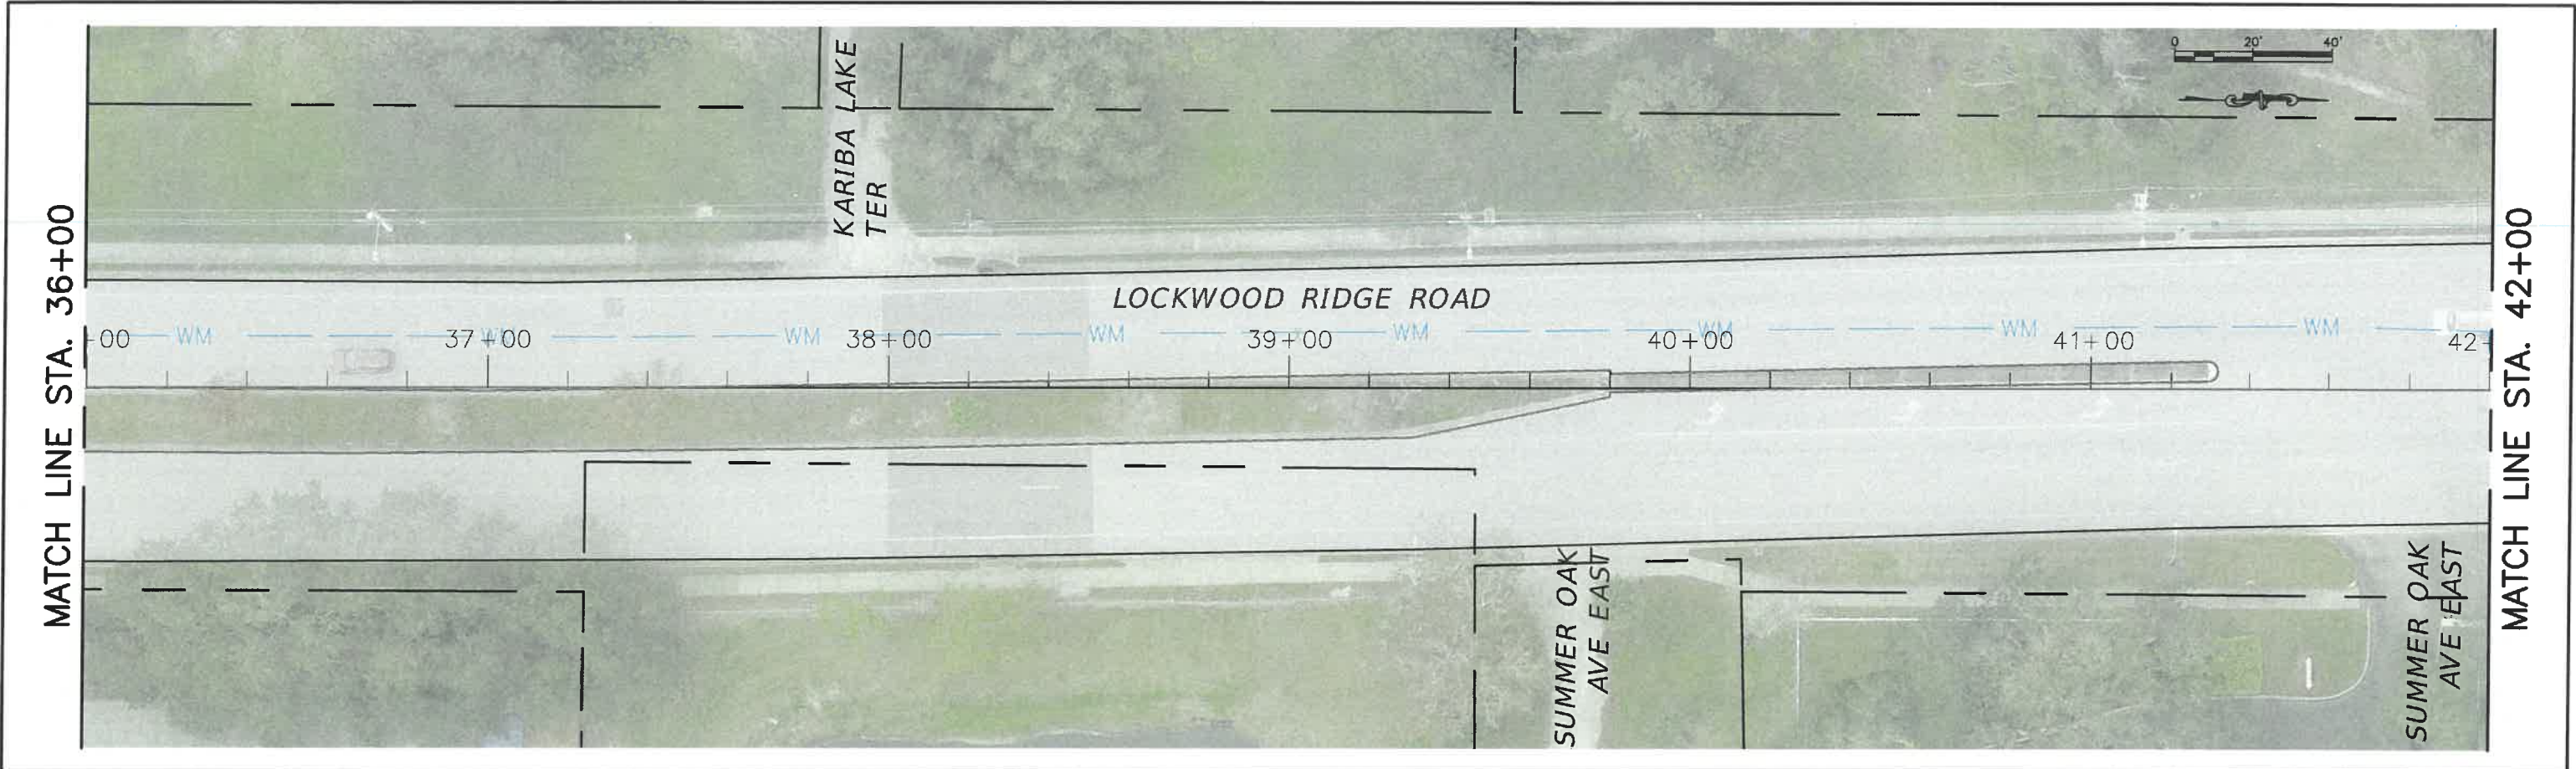 0 20' 40'
KARIBA LAKE
TER
MATCH LINE STA. 36+00
MATCH LINE STA. 42+00
LOCKWOOD RIDGE ROAD
WM WM WM WM WM WM WM WM
+00 37+00 38+00 39+00 40+00 41+00 42
SUMMER OAK
AVE EAST
SUMMER OAK
AVE EAST